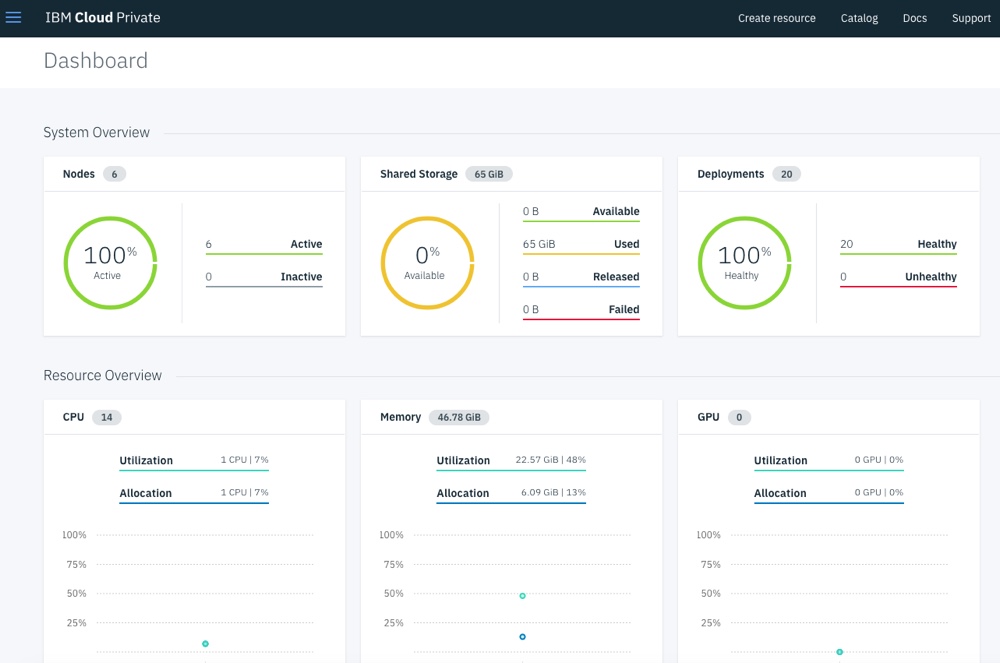 IBM Cloud Private
Create resource Catalog Docs Support
Dashboard
System Overview
Nodes 6
100%
Active
6 Active
0 Inactive
Shared Storage 65 GiB
0%
Available
0 B Available
65 GiB Used
0 B Released
0 B Failed
Deployments 20
100%
Healthy
20 Healthy
0 Unhealthy
Resource Overview
CPU 14
Utilization 1 CPU | 7%
Allocation 1 CPU | 7%
100%
75%
50%
25%
Memory 46.78 GiB
Utilization 22.57 GiB | 48%
Allocation 6.09 GiB | 13%
100%
75%
50%
25%
GPU 0
Utilization 0 GPU | 0%
Allocation 0 GPU | 0%
100%
75%
50%
25%